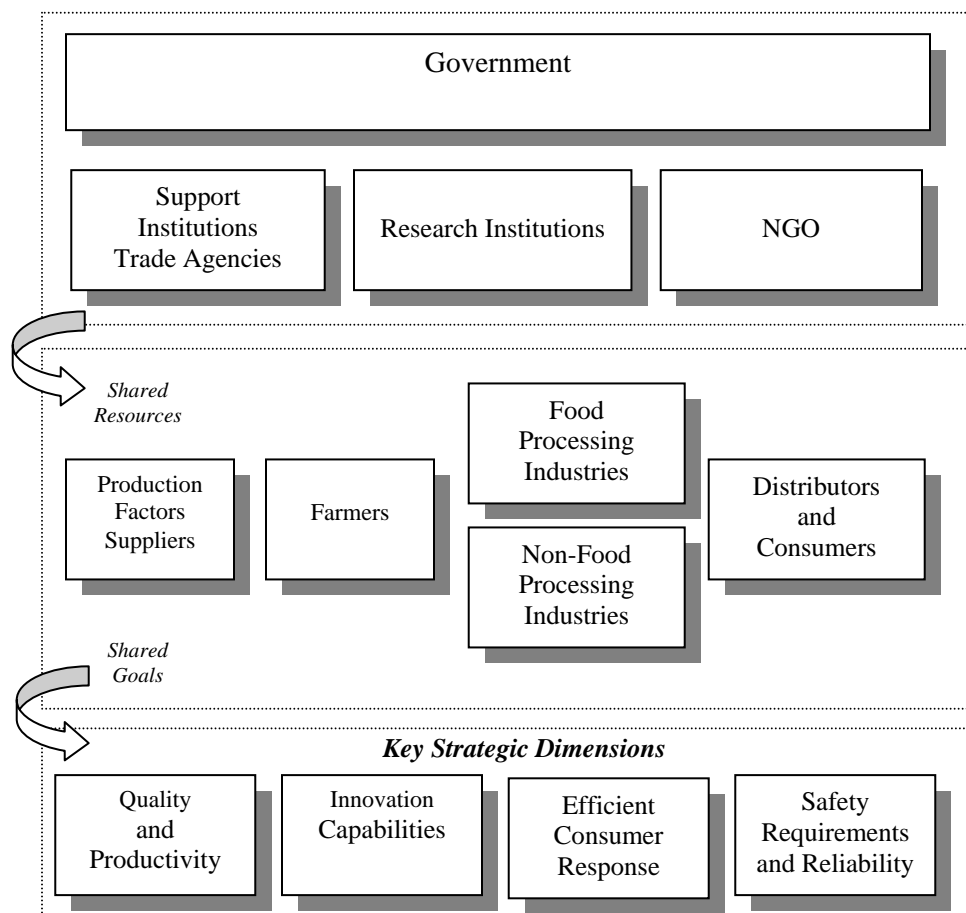 Government
Support
Institutions
Trade Agencies
Research Institutions
NGO
Shared
Resources
Production
Factors
Suppliers
Farmers
Food
Processing
Industries
Non-Food
Processing
Industries
Distributors
and
Consumers
Shared
Goals
Key Strategic Dimensions
Quality
and
Productivity
Innovation
Capabilities
Efficient
Consumer
Response
Safety
Requirements
and Reliability